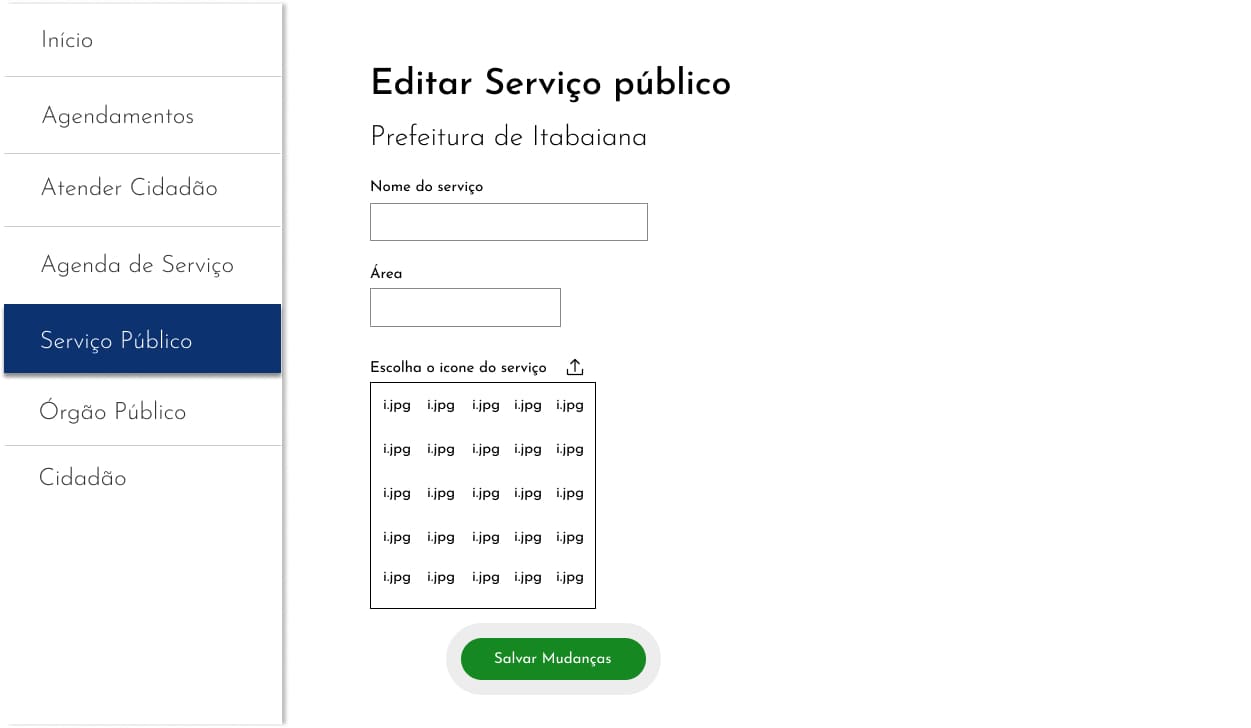 Início
Agendamentos
Atender Cidadão
Agenda de Serviço
Serviço Público
Órgão Público
Cidadão
Editar Serviço público
Prefeitura de Itabaiana
Nome do serviço
Área
Escolha o icone do serviço
i.jpg i.jpg i.jpg i.jpg i.jpg
i.jpg i.jpg i.jpg i.jpg i.jpg
i.jpg i.jpg i.jpg i.jpg i.jpg
i.jpg i.jpg i.jpg i.jpg i.jpg
i.jpg i.jpg i.jpg i.jpg i.jpg
Salvar Mudanças